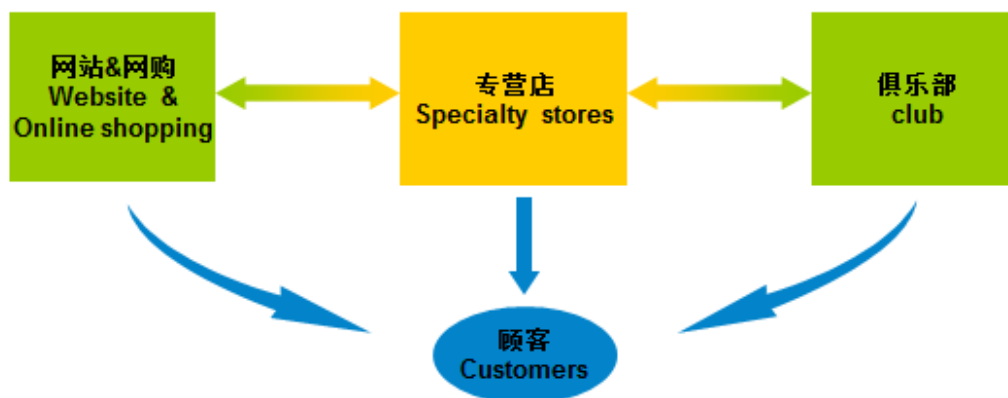 网站&网购
Website &
Online shopping
专营店
Specialty stores
俱乐部
club
顾客
Customers